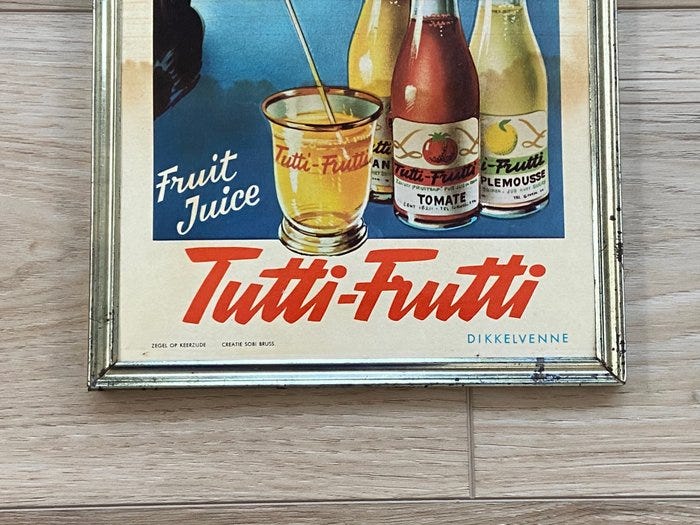 Fruit
Juice
Tutti-Frutti
Tutti-Frutti
TOMATE
i-Frutti
PLEMOUSSE
Tutti-Frutti
ZEGEL OP KEERZIJDE CREATIE SOBI BRUSS.
DIKKELVENNE